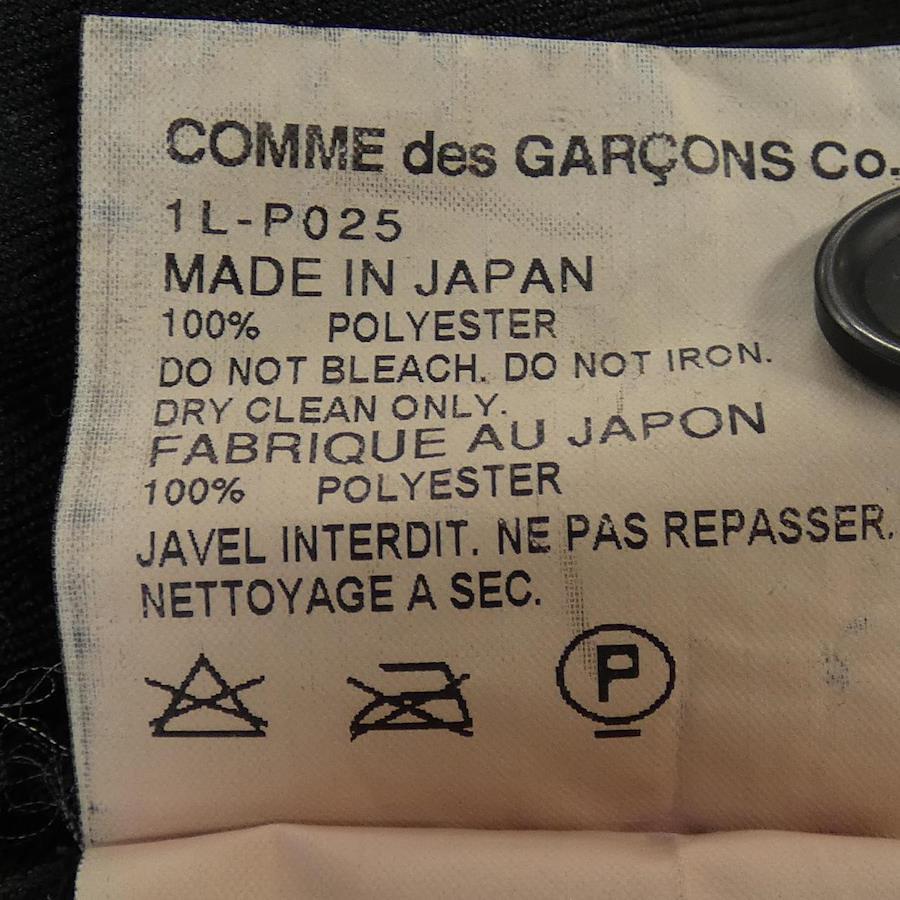 COMME des GARÇONS Co.
1L-P025
MADE IN JAPAN
100% POLYESTER
DO NOT BLEACH. DO NOT IRON.
DRY CLEAN ONLY.
FABRIQUE AU JAPON
100% POLYESTER
JAVEL INTERDIT. NE PAS REPASSER.
NETTOYAGE A SEC.
P